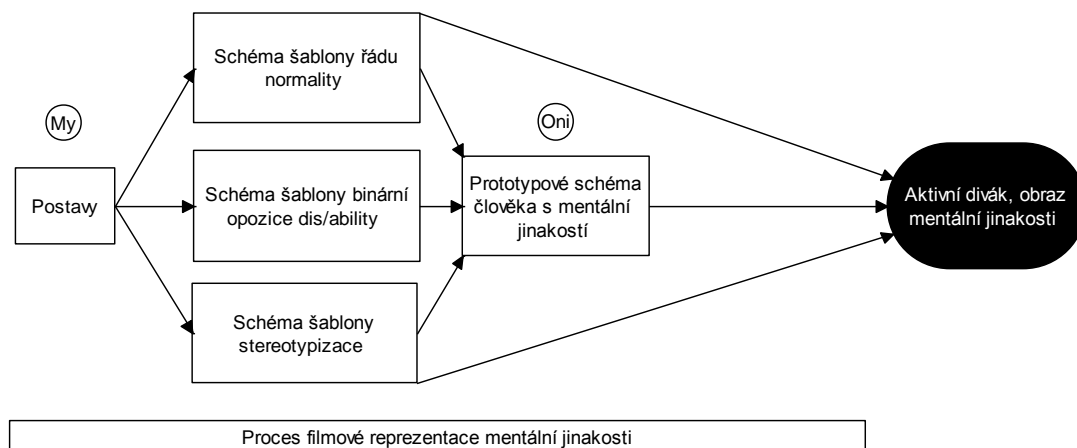 My
Postavy
Schéma šablony řádu
normality
Schéma šablony binární
opozice dis/ability
Schéma šablony
stereotypizace
Oni
Prototypové schéma
člověka s mentální
jinakostí
Aktivní divák, obraz
mentální jinakosti
Proces filmové reprezentace mentální jinakosti